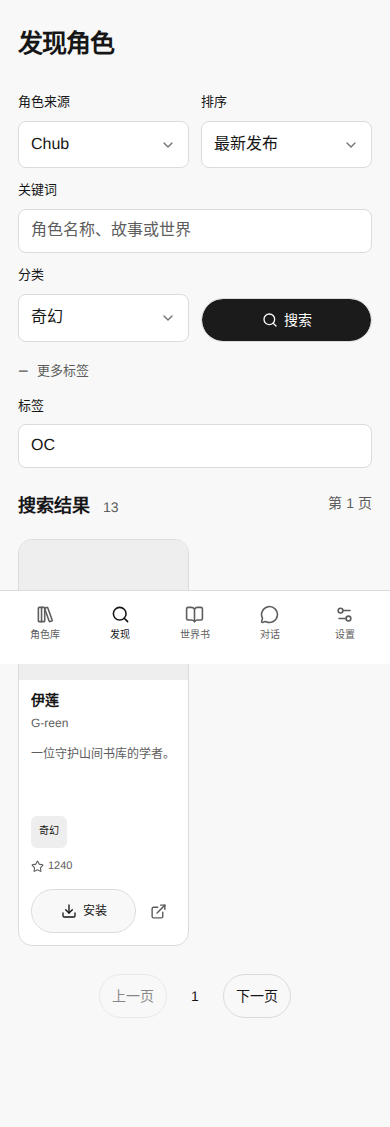 发现角色
角色来源
排序
Chub
最新发布
关键词
角色名称、故事或世界
分类
奇幻
搜索
更多标签
标签
OC
搜索结果 13
第 1 页
角色库
发现
世界书
对话
设置
伊莲
G-reen
一位守护山间书库的学者。
奇幻
1240
安装
上一页
1
下一页